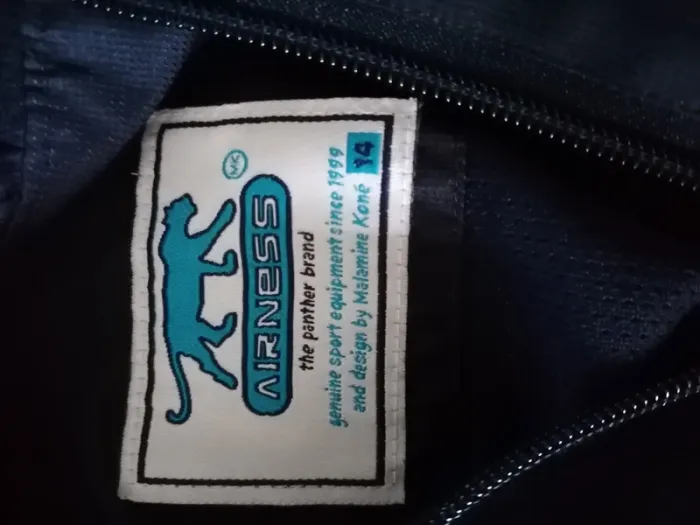 MK
AIRNESS
the panther brand
genuine sport equipment since 1999
and design by Malamine Koné
14